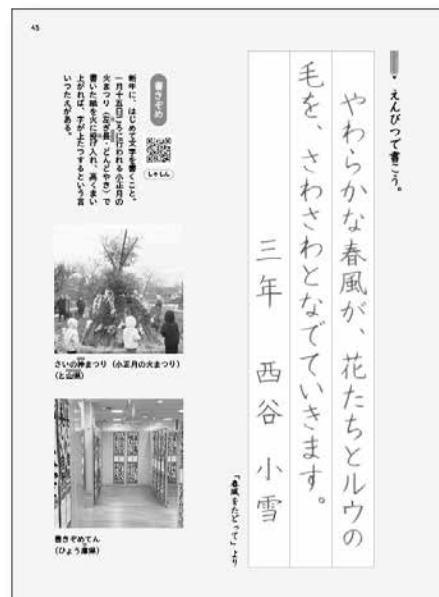 45
えんぴつで書こう。
やわらかな春風が、花たちとルウの
毛を、さわさわとなでていきます。
三年　西谷　小雪
「春風をたどって」より
書きぞめ
しゃしん
新年に、はじめて文字を書くこと。
一月十五日ごろに行われる小正月の
火まつり（左ぎ長・どんどやき）で
書いた紙を火に投げ入れ、高くまい
上がれば、字が上たつするという言
いつたえがある。
さいの神まつり（小正月の火まつり）
（と山県）
書きぞめてん
（ひょう庫県）